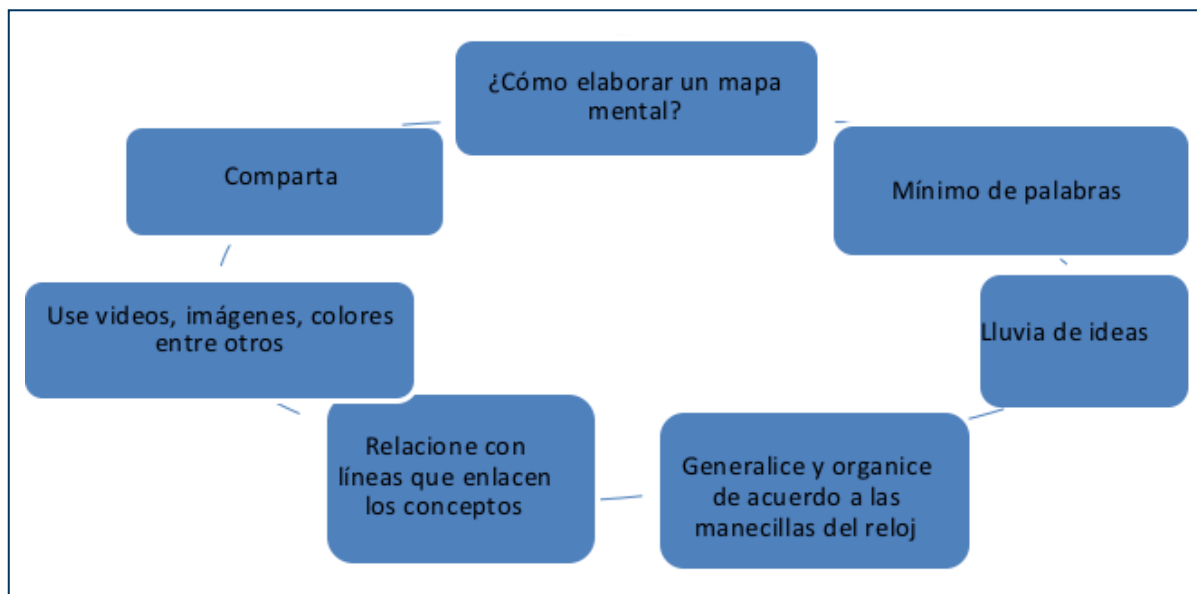 ¿Cómo elaborar un mapa
mental?
Mínimo de palabras
Lluvia de ideas
Generalice y organice
de acuerdo a las
manecillas del reloj
Relacione con
líneas que enlacen
los conceptos
Use videos, imágenes, colores
entre otros
Comparta